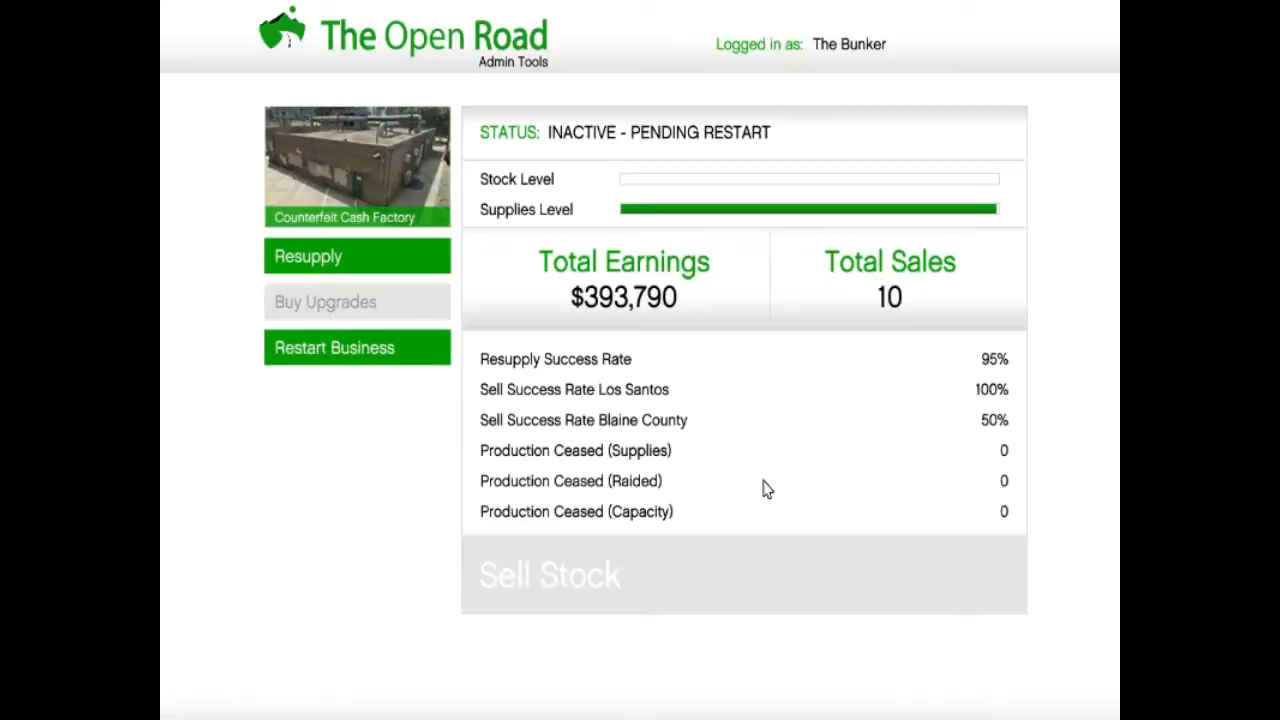 The Open Road
Admin Tools
Logged in as: The Bunker
Counterfeit Cash Factory
Resupply
Buy Upgrades
Restart Business
STATUS: INACTIVE - PENDING RESTART
Stock Level
Supplies Level
Total Earnings
$393,790
Total Sales
10
Resupply Success Rate 95%
Sell Success Rate Los Santos 100%
Sell Success Rate Blaine County 50%
Production Ceased (Supplies) 0
Production Ceased (Raided) 0
Production Ceased (Capacity) 0
Sell Stock